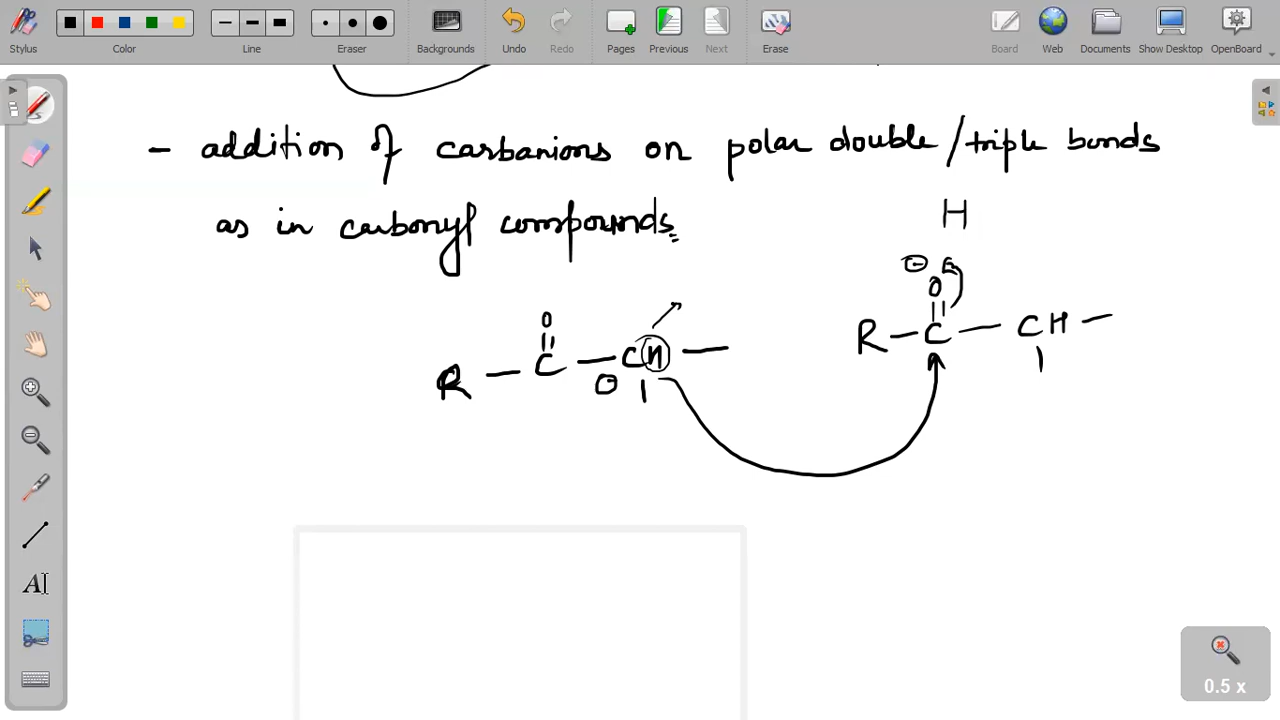 Stylus Color Line Eraser Backgrounds Undo Redo Pages Previous Next Erase Board Web Documents Show Desktop OpenBoard
- addition of carbanions on polar double/triple bonds
as in carbonyl compounds
H
⊖
O O
R - C - CH - R - C - CH -
⊖
AI
0.5 x